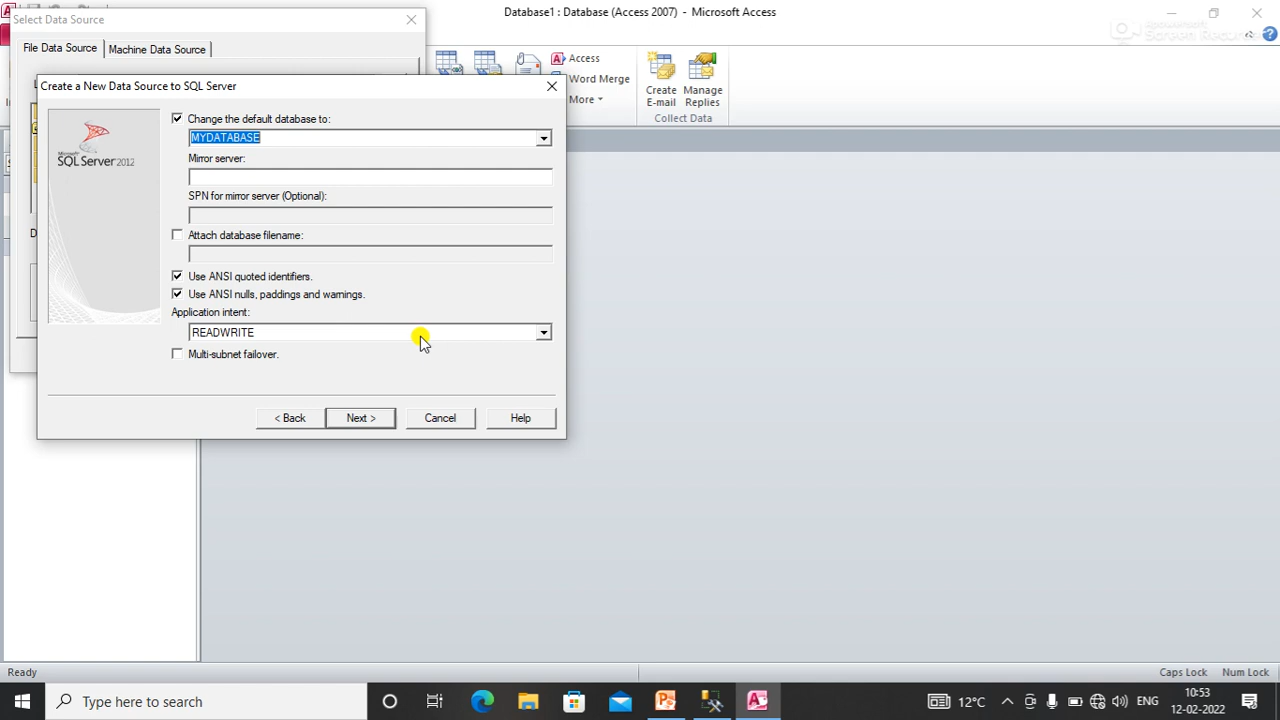 Select Data Source
Database1 : Database (Access 2007) - Microsoft Access
File Data Source
Machine Data Source
Access
Word Merge
More
Create E-mail
Manage Replies
Collect Data
Create a New Data Source to SQL Server
Microsoft
SQL Server 2012
Change the default database to:
MYDATABASE
Mirror server:
SPN for mirror server (Optional):
Attach database filename:
Use ANSI quoted identifiers.
Use ANSI nulls, paddings and warnings.
Application intent:
READWRITE
Multi-subnet failover.
< Back
Next >
Cancel
Help
Ready
Caps Lock
Num Lock
Type here to search
12°C
ENG
10:53
12-02-2022